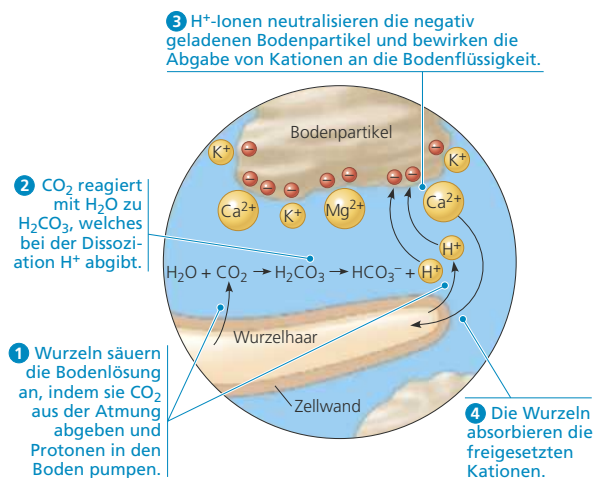 3 H⁺-Ionen neutralisieren die negativ
geladenen Bodenpartikel und bewirken die
Abgabe von Kationen an die Bodenflüssigkeit.
Bodenpartikel
K⁺ – – K⁺
– – – – – – –
Ca²⁺ K⁺ Mg²⁺ Ca²⁺
2 CO₂ reagiert
mit H₂O zu
H₂CO₃, welches
bei der Dissozi-
ation H⁺ abgibt.
H⁺
H₂O + CO₂ → H₂CO₃ → HCO₃⁻ + H⁺
Wurzelhaar
Zellwand
1 Wurzeln säuern
die Bodenlösung
an, indem sie CO₂
aus der Atmung
abgeben und
Protonen in den
Boden pumpen.
4 Die Wurzeln
absorbieren die
freigesetzten
Kationen.